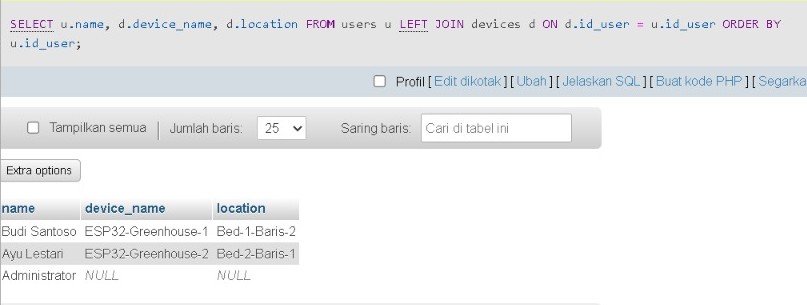 SELECT u.name, d.device_name, d.location FROM users u LEFT JOIN devices d ON d.id_user = u.id_user ORDER BY
u.id_user;
Profil [ Edit dikotak ] [ Ubah ] [ Jelaskan SQL ] [ Buat kode PHP ] [ Segarka
Tampilkan semua | Jumlah baris: 25 Saring baris: Cari di tabel ini
Extra options
name device_name location
Budi Santoso ESP32-Greenhouse-1 Bed-1-Baris-2
Ayu Lestari ESP32-Greenhouse-2 Bed-2-Baris-1
Administrator NULL NULL